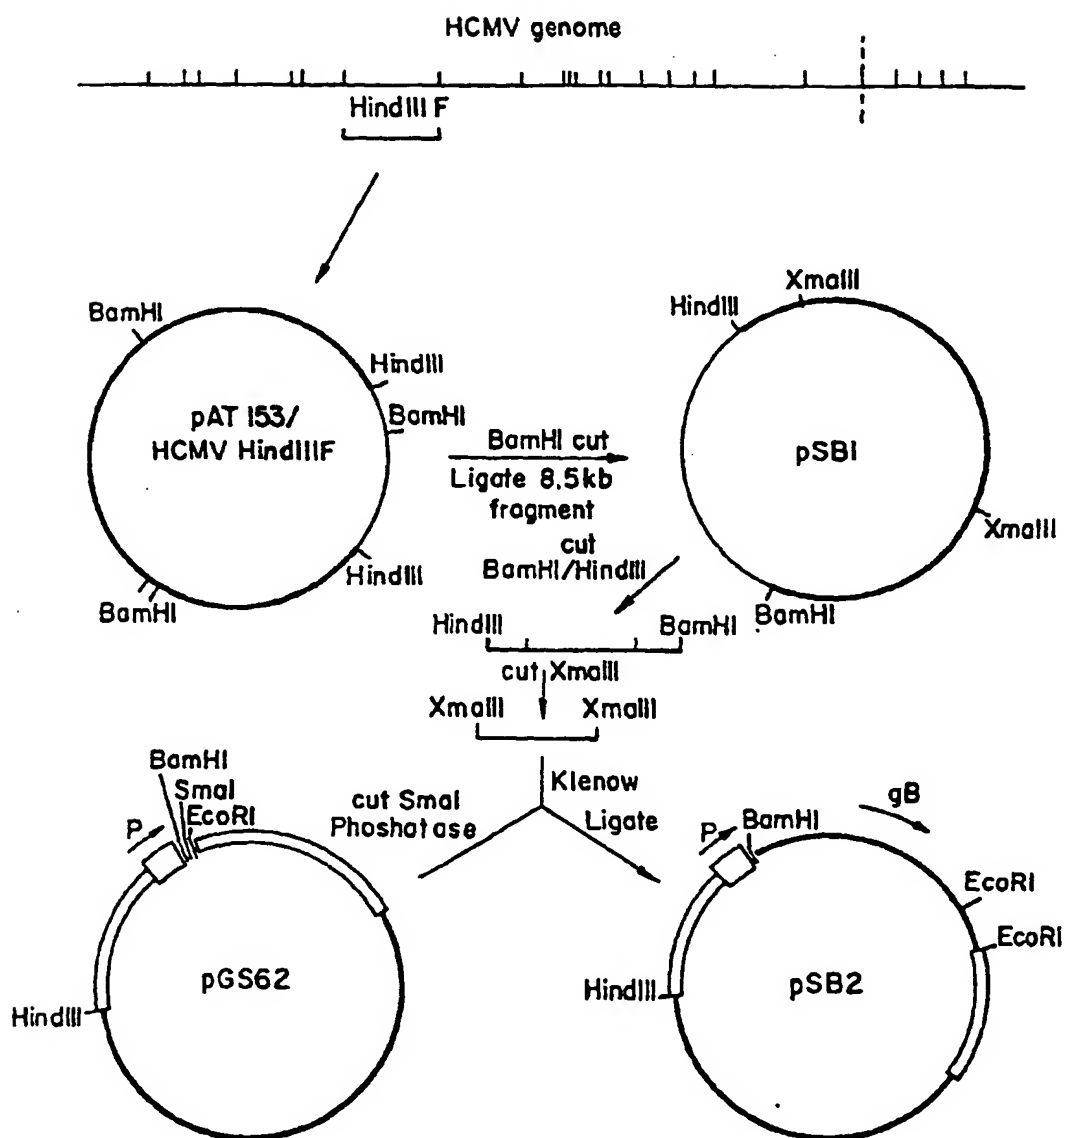 HCMV genome
HindIII F
BamHI
HindIII
BamHI
pAT 153/
HCMV HindIIIF
HindIII
BamHI
BamHI cut
Ligate 8.5kb
fragment
HindIII
XmaIII
pSB1
XmaIII
BamHI
cut
BamHI/HindIII
HindIII
BamHI
cut XmaIII
XmaIII
XmaIII
Klenow
cut SmaI
Phoshatase
Ligate
BamHI
SmaI
EcoRI
P
pGS62
HindIII
P
BamHI
gB
EcoRI
EcoRI
HindIII
pSB2